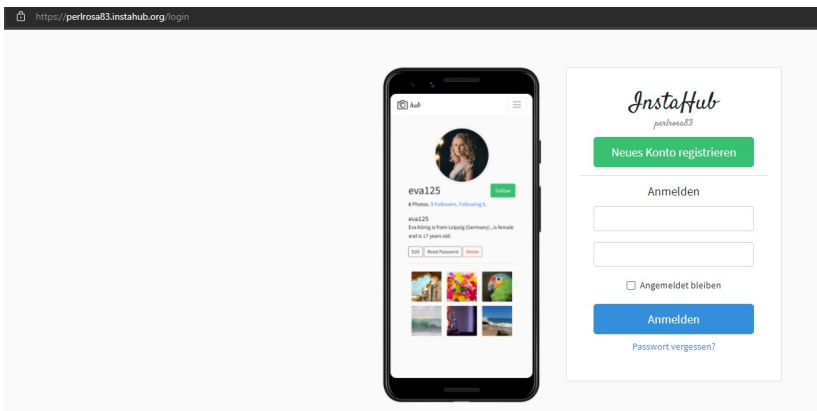 https://perlrosa83.instahub.org/login
hub
eva125
Follow
6 Photos, 5 Followers, Following 5.
eva125
Eva König is from Leipzig (Germany) , is female
and is 17 years old.
Edit Reset Password Delete
InstaHub
perlrosa83
Neues Konto registrieren
Anmelden
Angemeldet bleiben
Anmelden
Passwort vergessen?